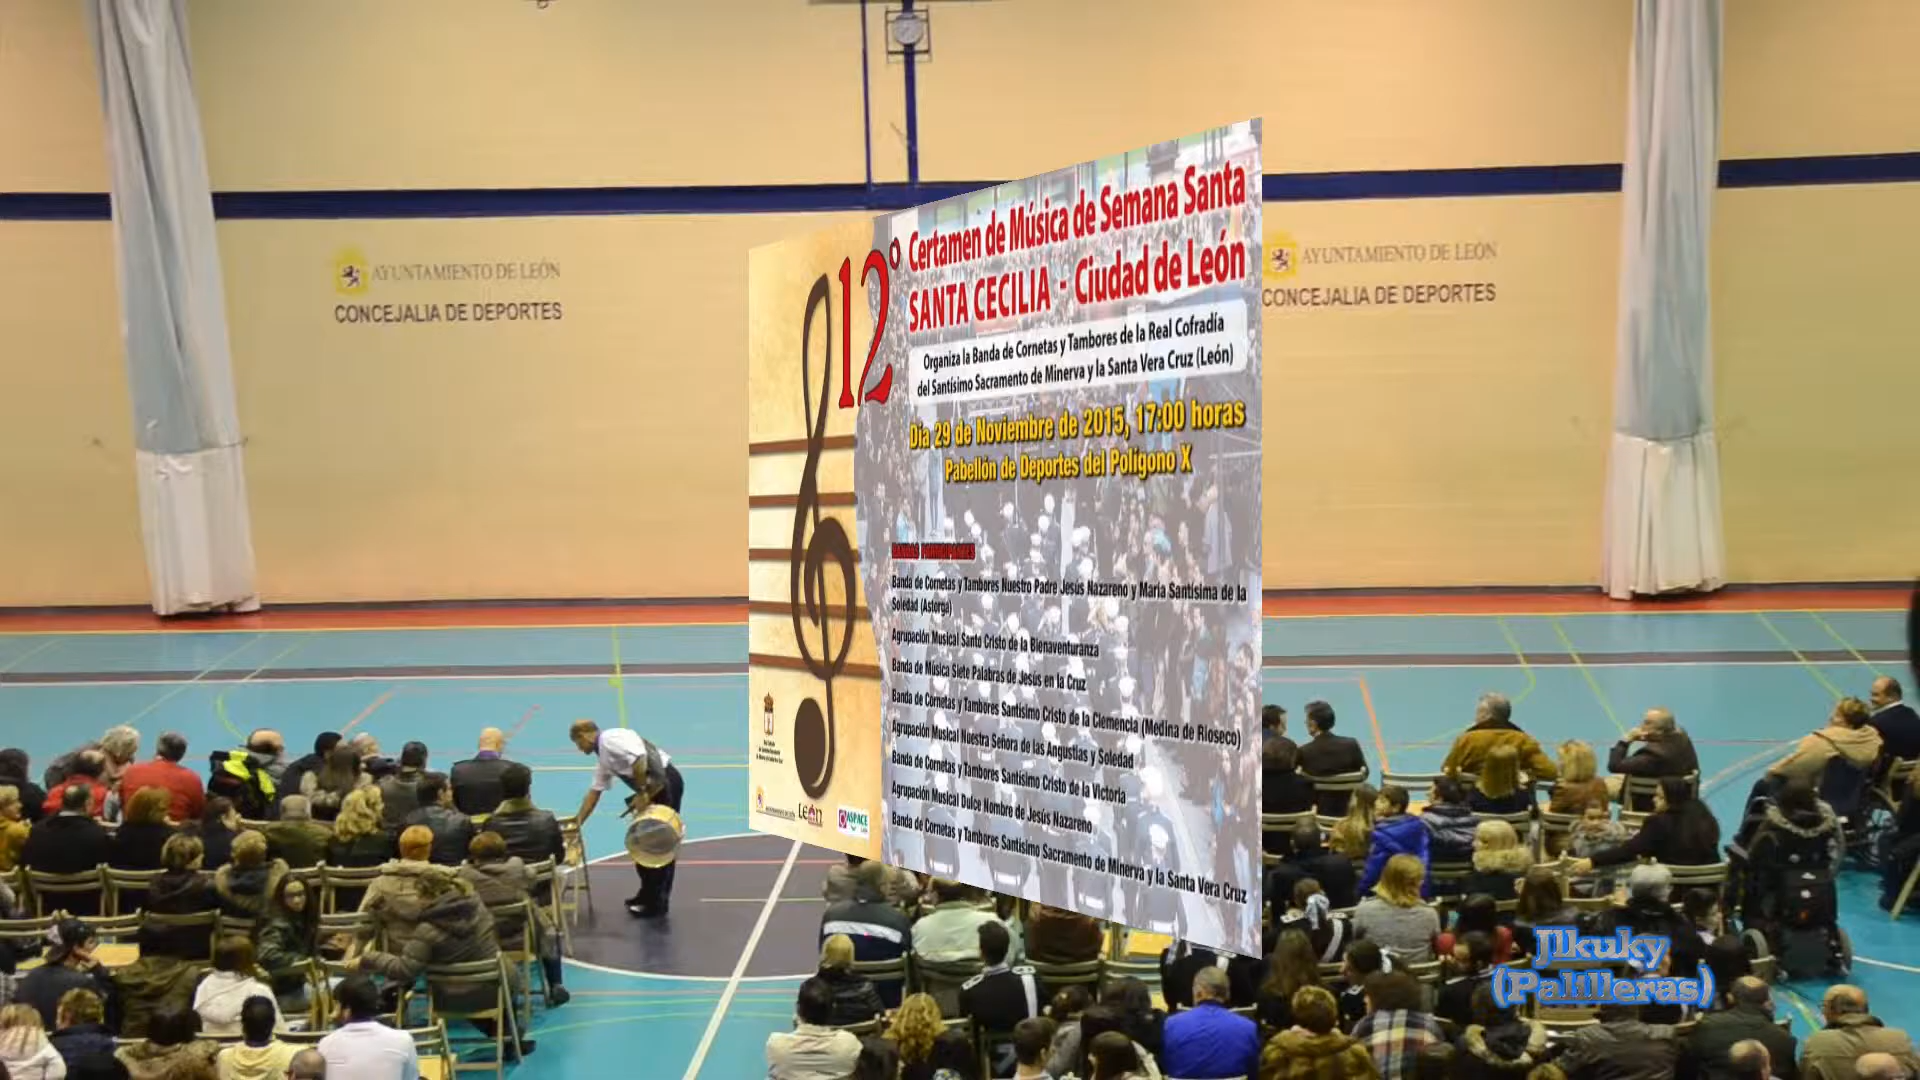 AYUNTAMIENTO DE LEÓN
CONCEJALIA DE DEPORTES
12º
Certamen de Música de Semana Santa
SANTA CECILIA - Ciudad de León
Organiza la Banda de Cornetas y Tambores de la Real Cofradía
del Santísimo Sacramento de Minerva y la Santa Vera Cruz (León)
Día 29 de Noviembre de 2015, 17:00 horas
Pabellón de Deportes del Polígono X
BANDAS PARTICIPANTES
Banda de Cornetas y Tambores Nuestro Padre Jesús Nazareno y María Santísima de la
Soledad (Astorga)
Agrupación Musical Santo Cristo de la Bienaventuranza
Banda de Música Siete Palabras de Jesús en la Cruz
Banda de Cornetas y Tambores Santísimo Cristo de la Clemencia (Medina de Rioseco)
Agrupación Musical Nuestra Señora de las Angustias y Soledad
Banda de Cornetas y Tambores Santísimo Cristo de la Victoria
Agrupación Musical Dulce Nombre de Jesús Nazareno
Banda de Cornetas y Tambores Santísimo Sacramento de Minerva y la Santa Vera Cruz
León
ASPACE
AYUNTAMIENTO DE LEÓN
CONCEJALIA DE DEPORTES
Jlkuky
(Palilleras)